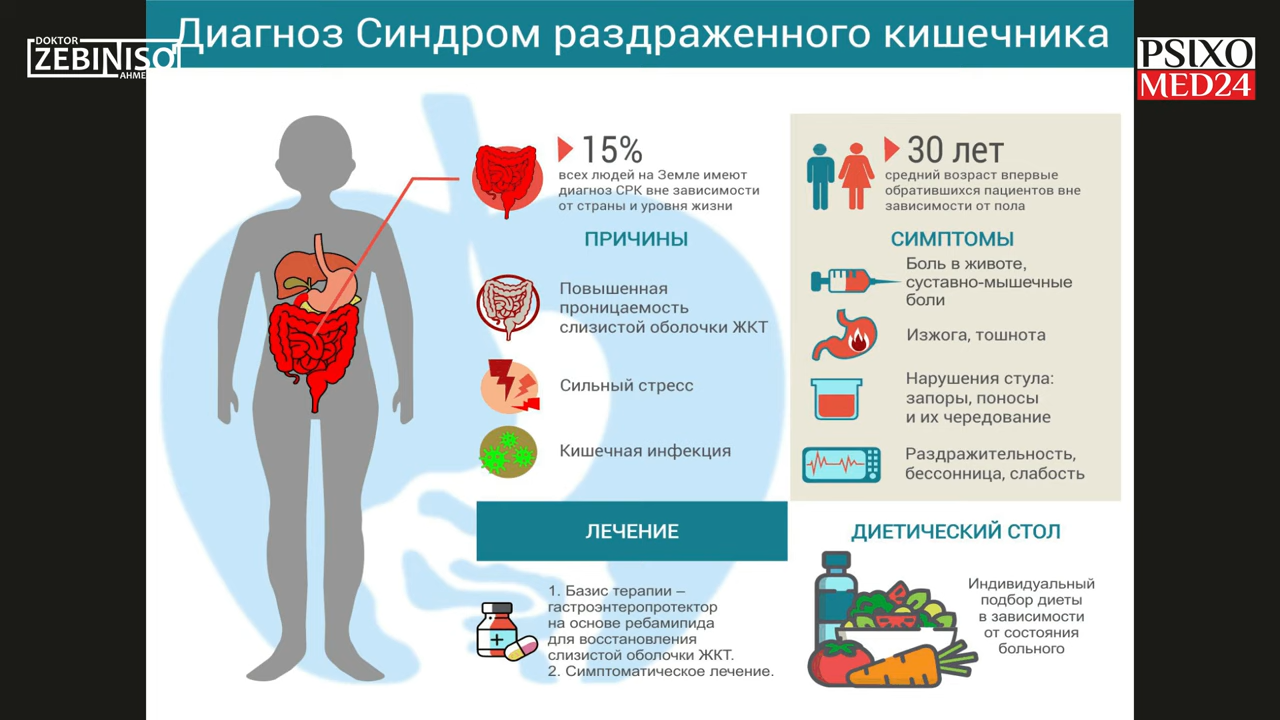 Диагноз Синдром раздраженного кишечника
DOKTOR
ZEBINISO
АНМЕ
PSIXO
MED24
15%
всех людей на Земле имеют
диагноз СРК вне зависимости
от страны и уровня жизни
ПРИЧИНЫ
Повышенная
проницаемость
слизистой оболочки ЖКТ
Сильный стресс
Кишечная инфекция
30 лет
средний возраст впервые
обратившихся пациентов вне
зависимости от пола
СИМПТОМЫ
Боль в животе,
суставно-мышечные
боли
Изжога, тошнота
Нарушения стула:
запоры, поносы
и их чередование
Раздражительность,
бессонница, слабость
ЛЕЧЕНИЕ
1. Базис терапии –
гастроэнтеропротектор
на основе ребамипида
для восстановления
слизистой оболочки ЖКТ.
2. Симптоматическое лечение.
ДИЕТИЧЕСКИЙ СТОЛ
Индивидуальный
подбор диеты
в зависимости
от состояния
больного